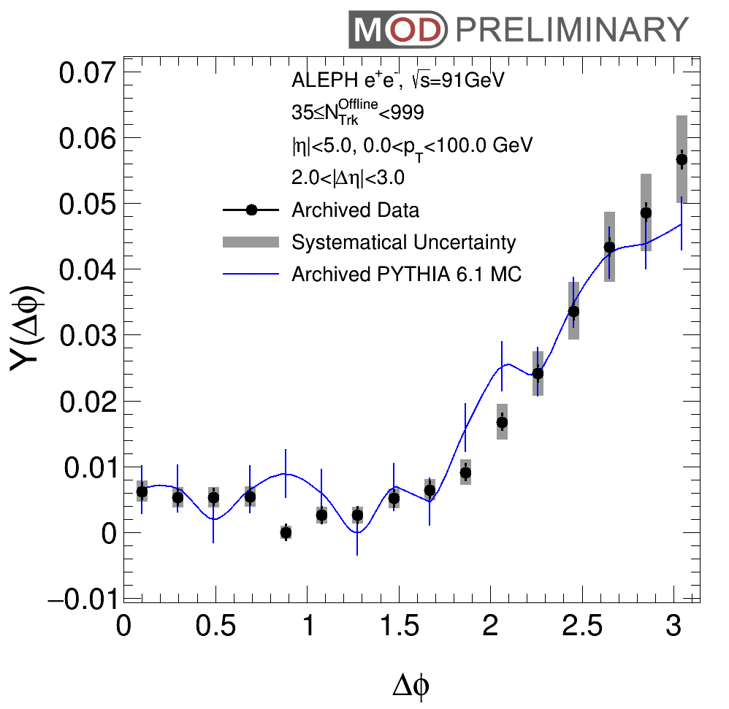 MOD PRELIMINARY
ALEPH e⁺e⁻, √s=91GeV
35≤N_Trk^Offline<999
|η|<5.0, 0.0<p_T<100.0 GeV
2.0<|Δη|<3.0
Archived Data
Systematical Uncertainty
Archived PYTHIA 6.1 MC
Y(Δϕ)
0.07
0.06
0.05
0.04
0.03
0.02
0.01
0
−0.01
0 0.5 1 1.5 2 2.5 3
Δϕ